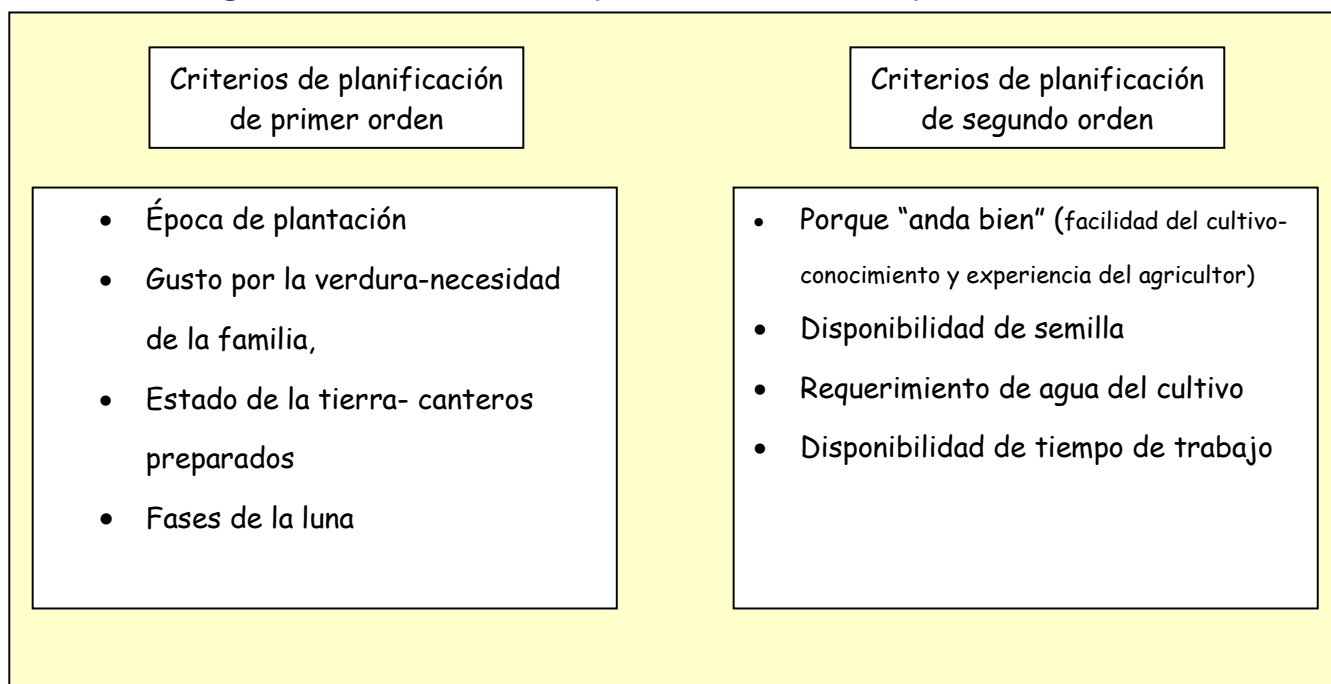 Criterios de planificación
de primer orden
Criterios de planificación
de segundo orden
• Época de plantación
• Gusto por la verdura-necesidad
de la familia,
• Estado de la tierra- canteros
preparados
• Fases de la luna
• Porque “anda bien” (facilidad del cultivo-
conocimiento y experiencia del agricultor)
• Disponibilidad de semilla
• Requerimiento de agua del cultivo
• Disponibilidad de tiempo de trabajo